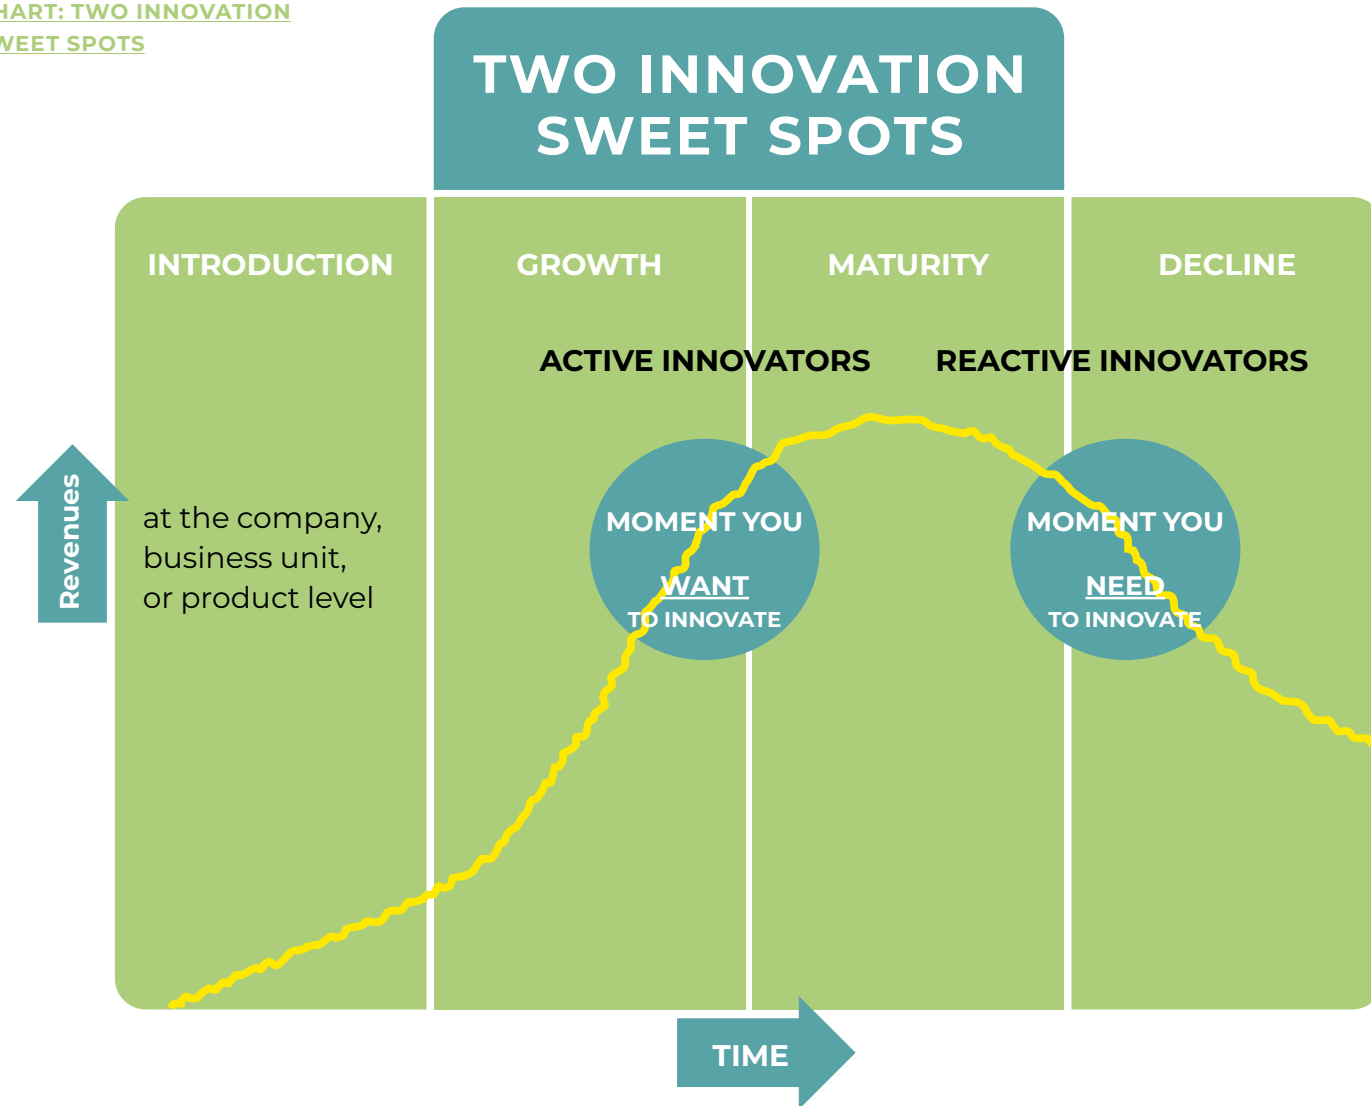 HART: TWO INNOVATION
WEET SPOTS
TWO INNOVATION
SWEET SPOTS
INTRODUCTION
GROWTH
MATURITY
DECLINE
ACTIVE INNOVATORS
REACTIVE INNOVATORS
Revenues
at the company,
business unit,
or product level
MOMENT YOU
WANT
TO INNOVATE
MOMENT YOU
NEED
TO INNOVATE
TIME